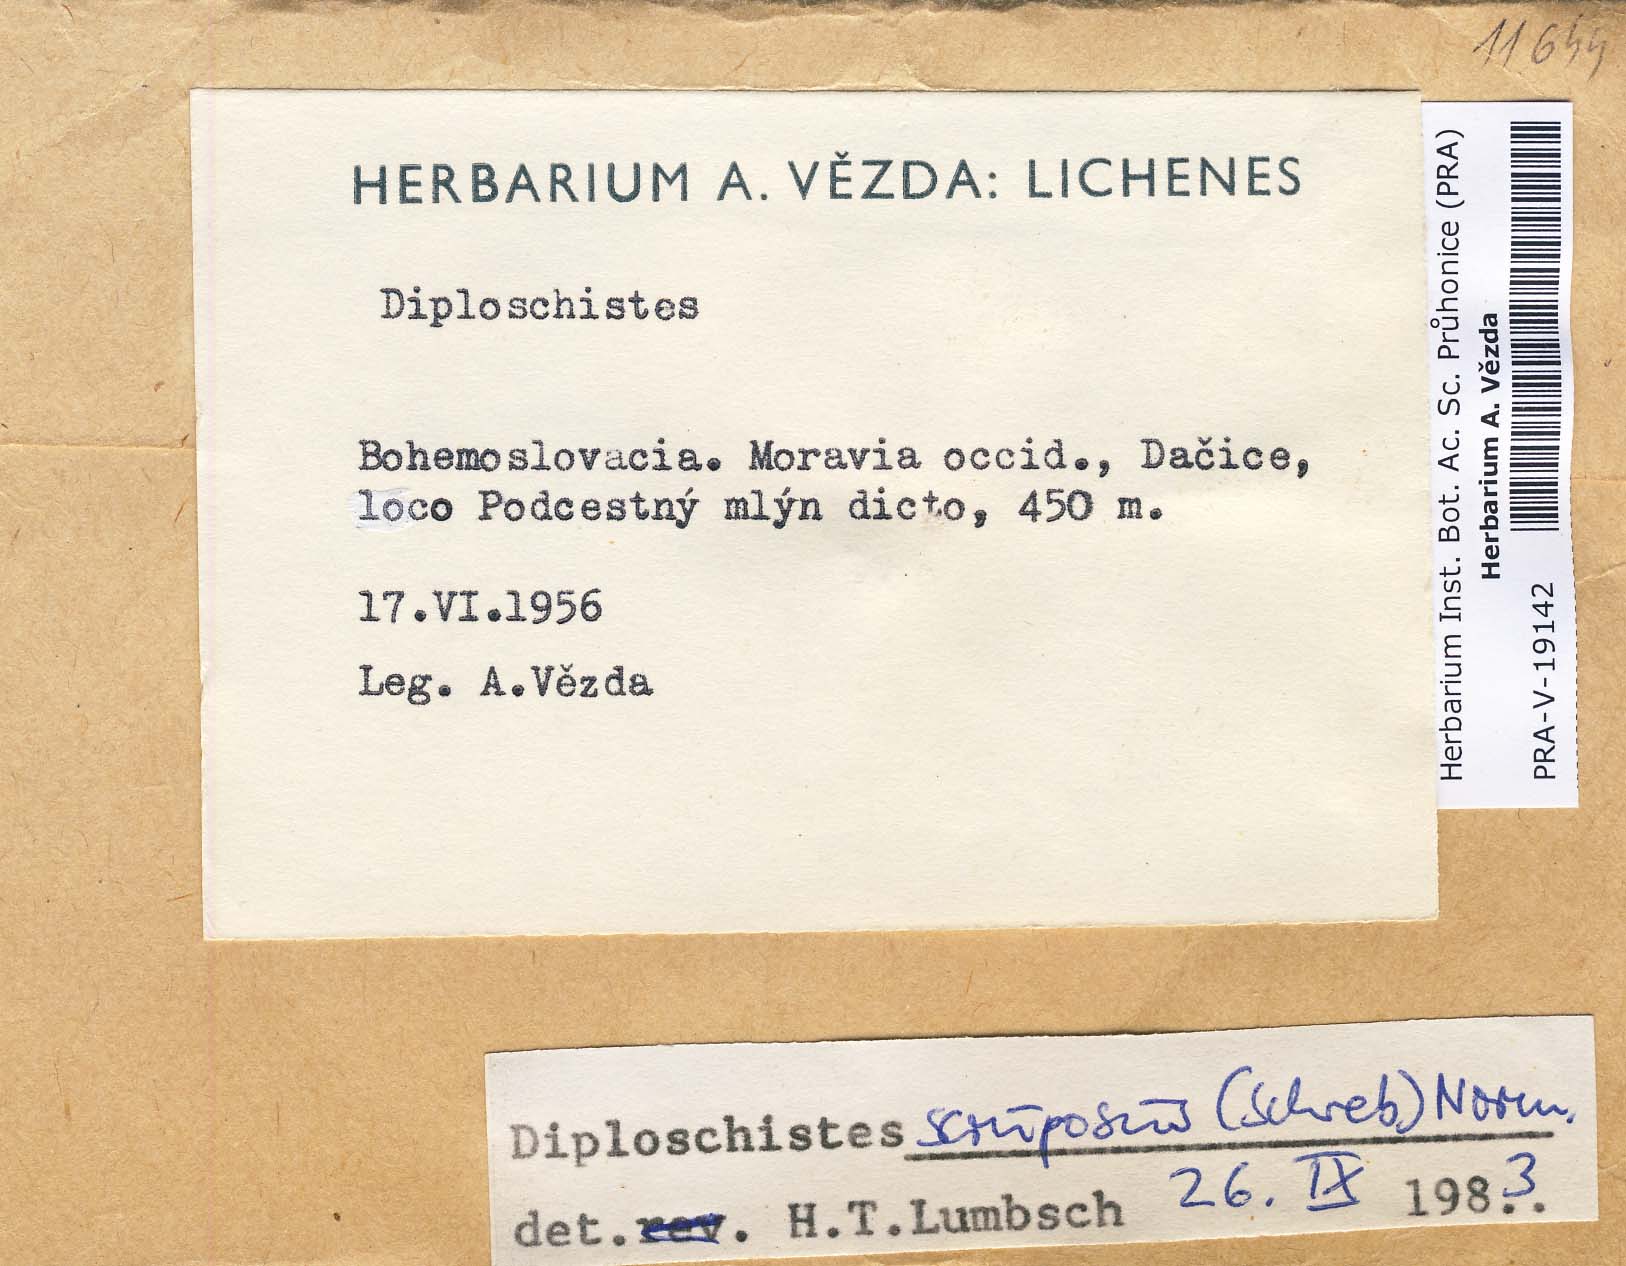 11644
HERBARIUM A. VĚZDA: LICHENES
Diploschistes
Bohemoslovacia. Moravia occid., Dačice,
loco Podcestný mlýn dicto, 450 m.
17.VI.1956
Leg. A.Vězda
Herbarium Inst. Bot. Ac. Sc. Průhonice (PRA)
Herbarium A. Vězda
PRA-V-19142
Diploschistes scruposus (Schreb.) Norm.
det. rev. H.T.Lumbsch 26. IX 1983.